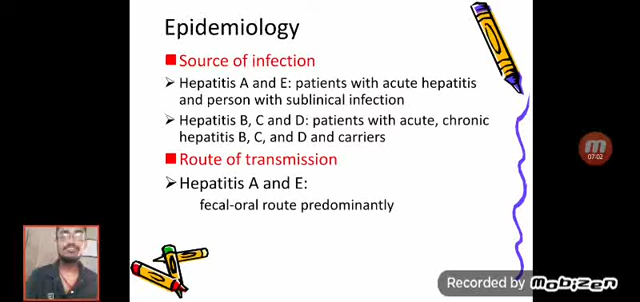 Epidemiology
Source of infection
Hepatitis A and E: patients with acute hepatitis
and person with sublinical infection
Hepatitis B, C and D: patients with acute, chronic
hepatitis B, C, and D and carriers
Route of transmission
Hepatitis A and E:
fecal-oral route predominantly
07:02
Recorded by mobizen